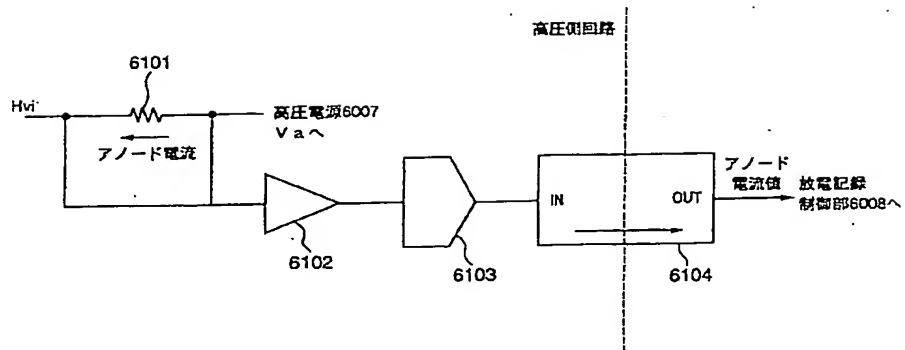 高圧側回路
6101
Hvi
高圧電源6007
Vaへ
アノード電流
アノード
電流値
放電記録
制御部6008へ
IN
OUT
6102
6103
6104